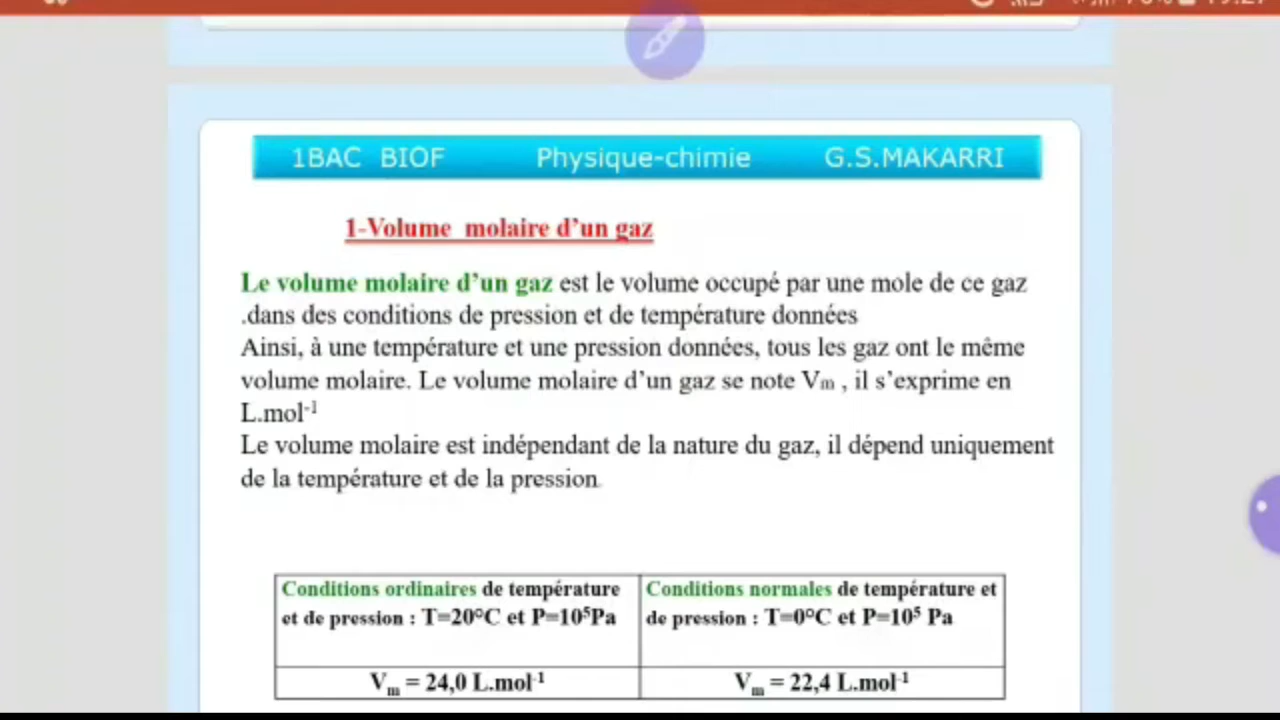 1BAC BIOF Physique-chimie G.S.MAKARRI
1-Volume molaire d'un gaz
Le volume molaire d'un gaz est le volume occupé par une mole de ce gaz
.dans des conditions de pression et de température données
Ainsi, à une température et une pression données, tous les gaz ont le même
volume molaire. Le volume molaire d'un gaz se note Vm , il s'exprime en
L.mol⁻¹
Le volume molaire est indépendant de la nature du gaz, il dépend uniquement
de la température et de la pression
Conditions ordinaires de température
et de pression : T=20°C et P=10⁵Pa
Conditions normales de température et
de pression : T=0°C et P=10⁵ Pa
Vm = 24,0 L.mol⁻¹
Vm = 22,4 L.mol⁻¹